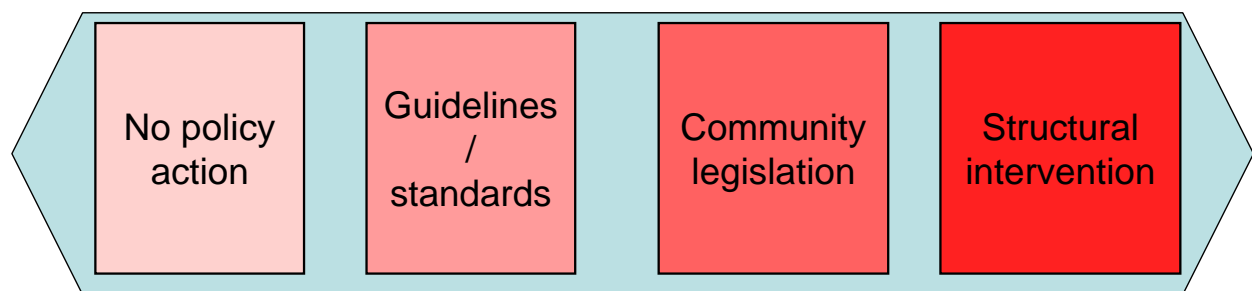 No policy
action
Guidelines
/
standards
Community
legislation
Structural
intervention